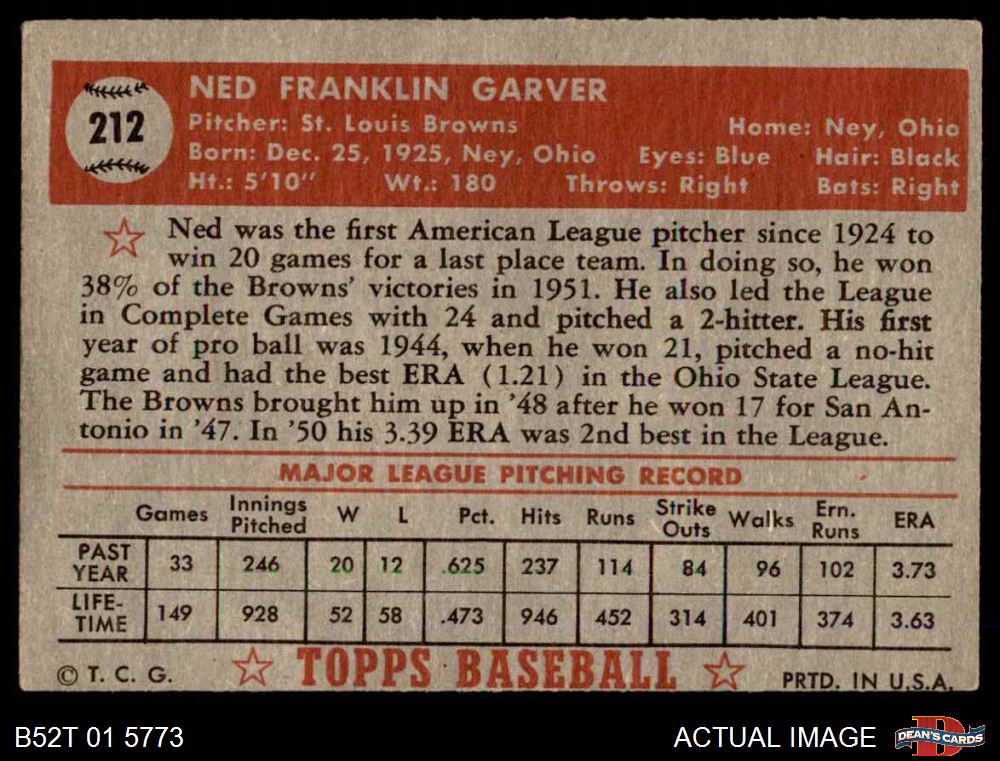 212
NED FRANKLIN GARVER
Pitcher: St. Louis Browns Home: Ney, Ohio
Born: Dec. 25, 1925, Ney, Ohio Eyes: Blue Hair: Black
Ht.: 5'10" Wt.: 180 Throws: Right Bats: Right
Ned was the first American League pitcher since 1924 to
win 20 games for a last place team. In doing so, he won
38% of the Browns' victories in 1951. He also led the League
in Complete Games with 24 and pitched a 2-hitter. His first
year of pro ball was 1944, when he won 21, pitched a no-hit
game and had the best ERA (1.21) in the Ohio State League.
The Browns brought him up in '48 after he won 17 for San An-
tonio in '47. In '50 his 3.39 ERA was 2nd best in the League.
MAJOR LEAGUE PITCHING RECORD
Games Innings Pitched W L Pct. Hits Runs Strike Outs Walks Ern. Runs ERA
PAST YEAR 33 246 20 12 .625 237 114 84 96 102 3.73
LIFE-TIME 149 928 52 58 .473 946 452 314 401 374 3.63
© T. C. G. TOPPS BASEBALL PRTD. IN U.S.A.
B52T 01 5773 ACTUAL IMAGE DEAN'S CARDS